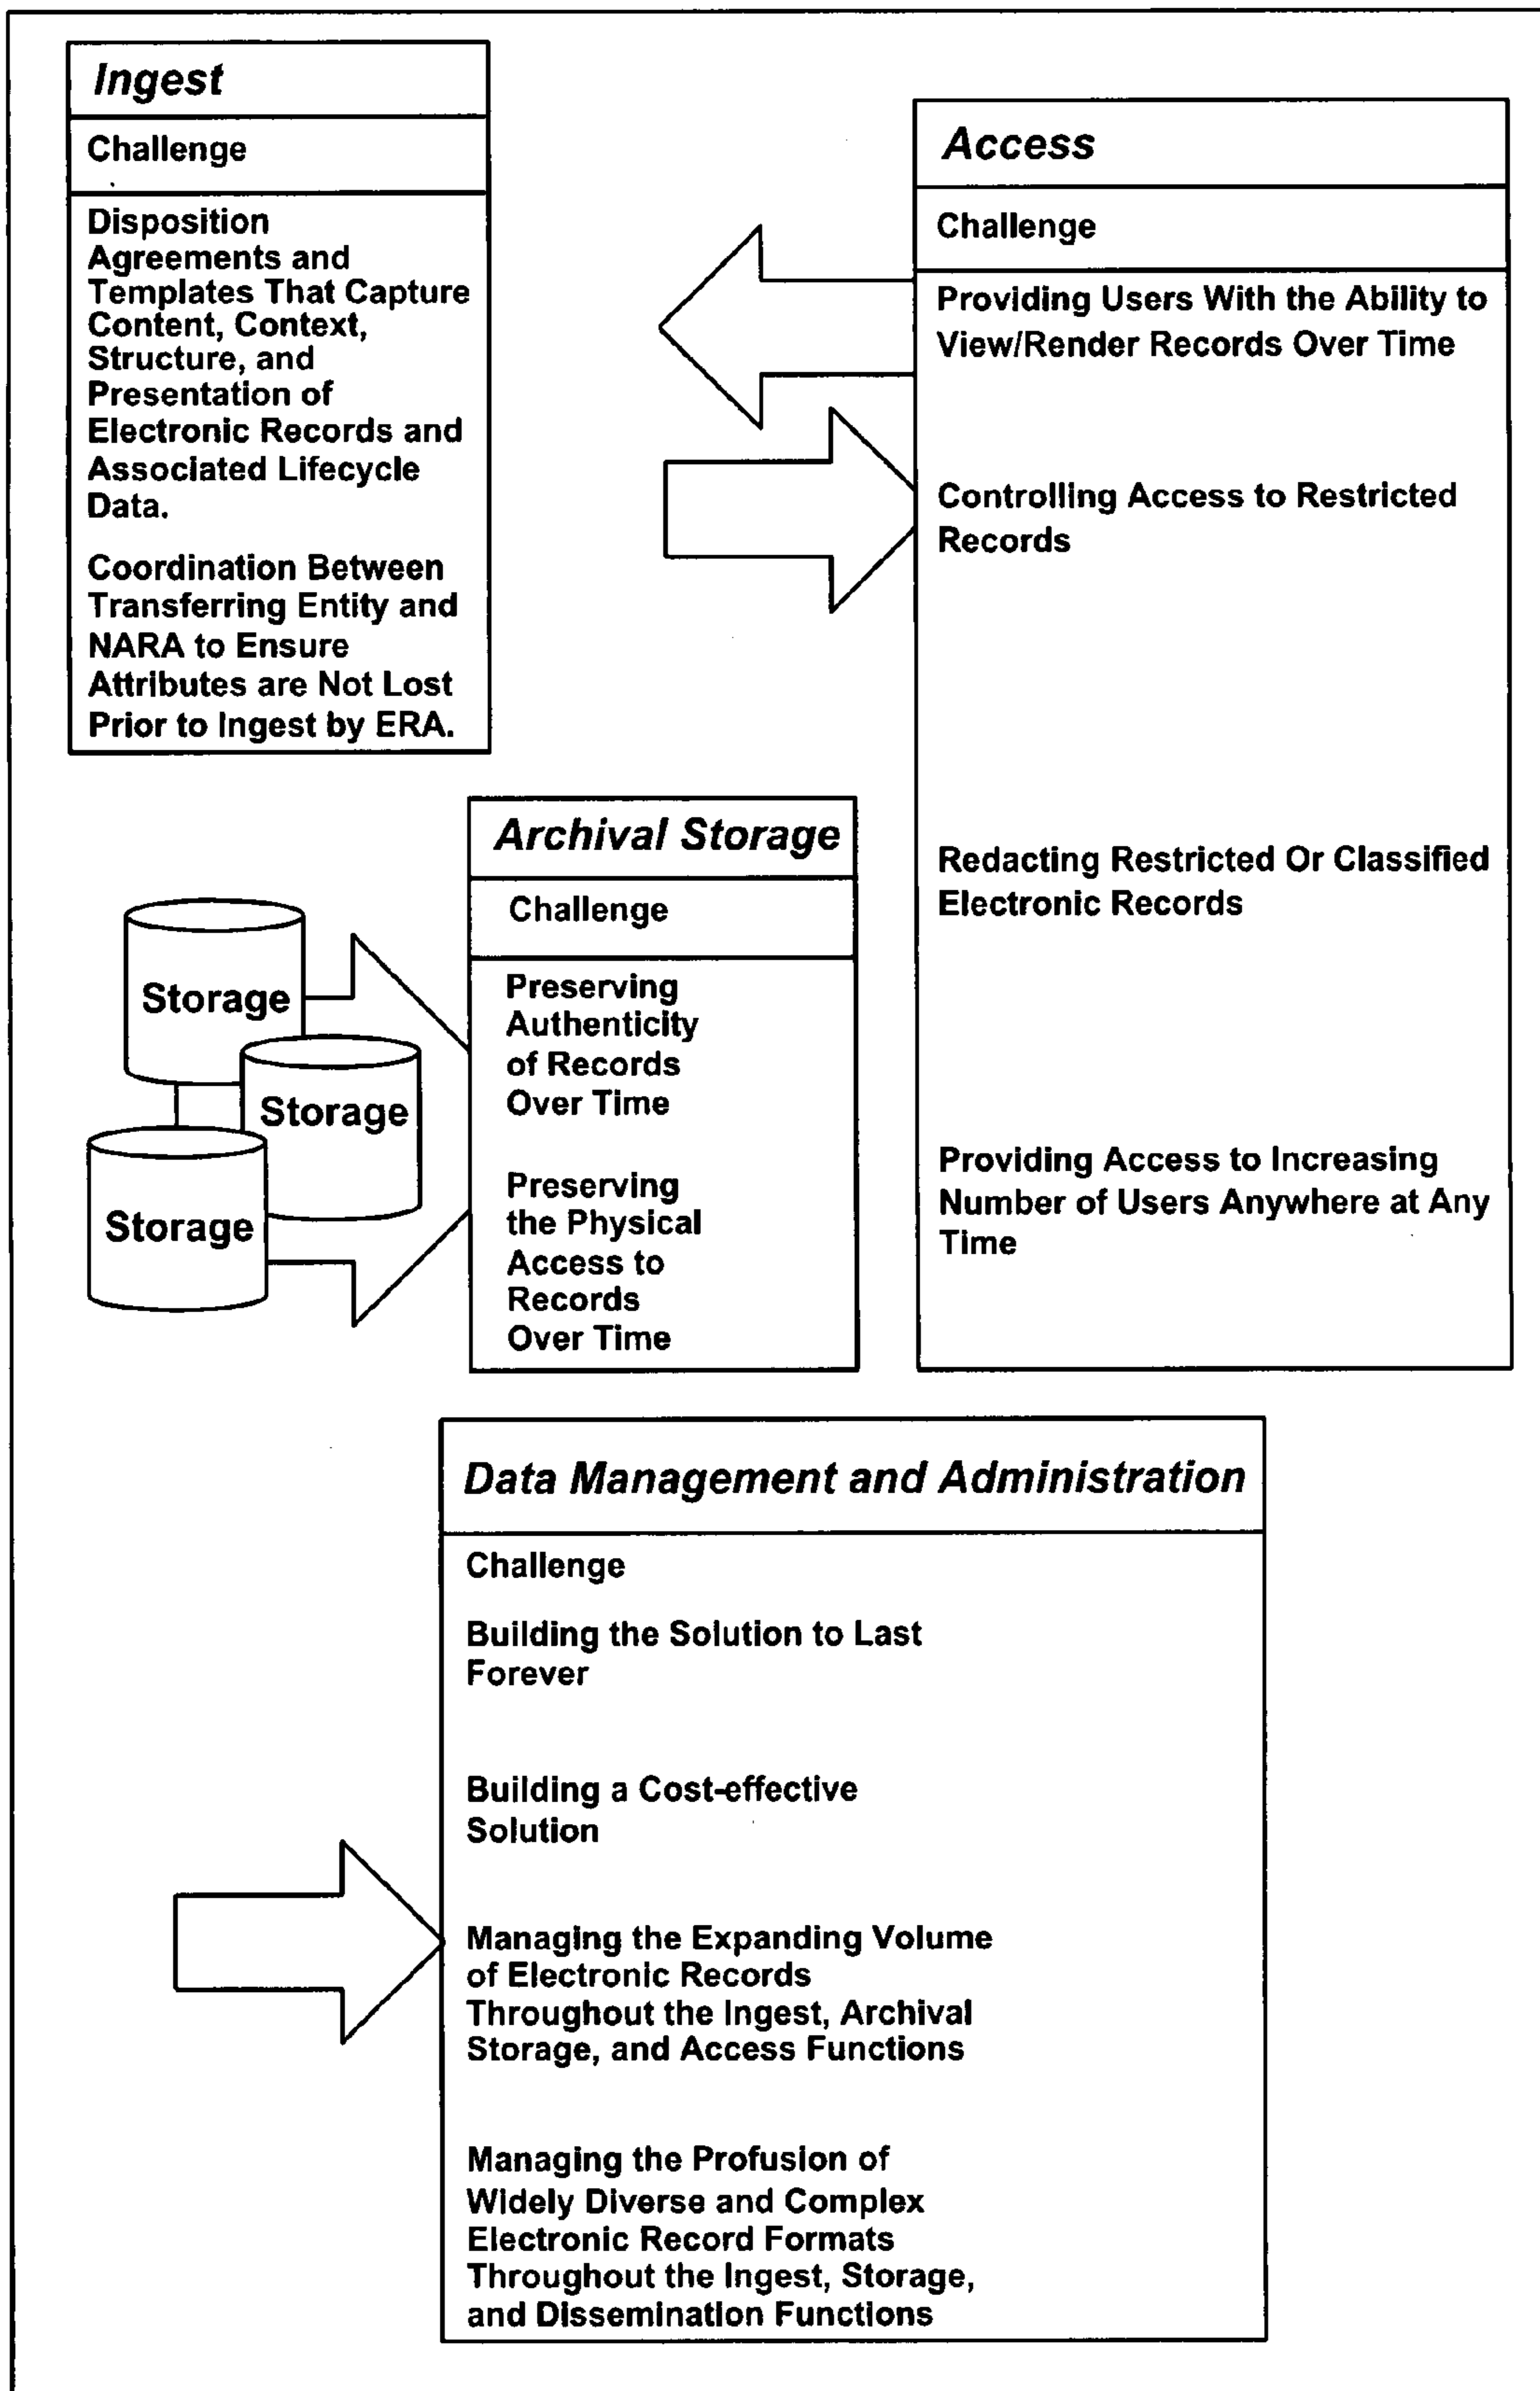 Ingest
Challenge
Disposition
Agreements and
Templates That Capture
Content, Context,
Structure, and
Presentation of
Electronic Records and
Associated Lifecycle
Data.
Coordination Between
Transferring Entity and
NARA to Ensure
Attributes are Not Lost
Prior to Ingest by ERA.
Access
Challenge
Providing Users With the Ability to
View/Render Records Over Time
Controlling Access to Restricted
Records
Redacting Restricted Or Classified
Electronic Records
Providing Access to Increasing
Number of Users Anywhere at Any
Time
Storage
Storage
Storage
Archival Storage
Challenge
Preserving
Authenticity
of Records
Over Time
Preserving
the Physical
Access to
Records
Over Time
Data Management and Administration
Challenge
Building the Solution to Last
Forever
Building a Cost-effective
Solution
Managing the Expanding Volume
of Electronic Records
Throughout the Ingest, Archival
Storage, and Access Functions
Managing the Profusion of
Widely Diverse and Complex
Electronic Record Formats
Throughout the Ingest, Storage,
and Dissemination Functions